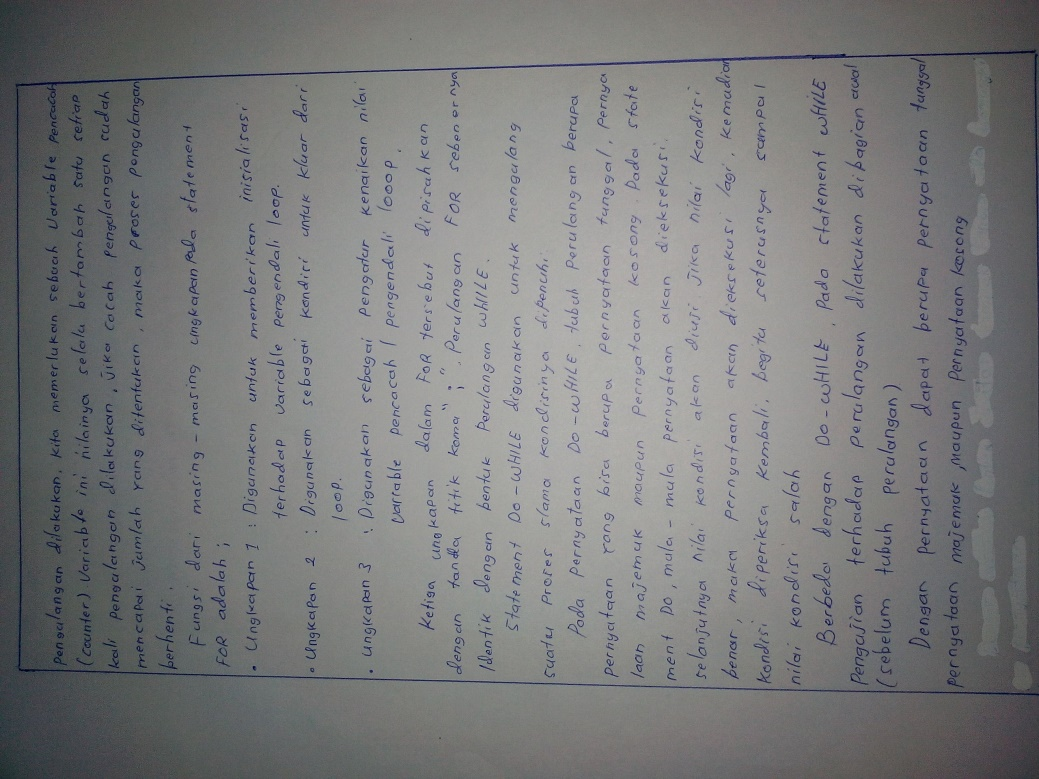 pengulangan dilakukan, kita memerlukan sebuah variable pencacah
(counter) variable ini nilainya selalu bertambah satu setiap
kali pengulangan dilakukan, jika cacah pengulangan sudah
mencapai jumlah yang ditentukan, maka proses pengulangan
berhenti.
Fungsi dari masing-masing ungkapan pada statement
FOR adalah ;
• Ungkapan 1 : Digunakan untuk memberikan inisialisasi
terhadap variable pengendali loop.
• Ungkapan 2 : Digunakan sebagai kondisi untuk kluar dari
loop.
• Ungkapan 3 : Digunakan sebagai pengatur kenaikan nilai
variable pencacah / pengendali looop.
Ketiga ungkapan dalam FOR tersebut dipisahkan
dengan tanda titik koma ";". Perulangan FOR sebenernya
Identik dengan bentuk Perulangan WHILE.
Statement DO-WHILE digunakan untuk mengulang
suatu proses slama kondisinya dipenuhi.
Pada pernyataan DO-WHILE, tubuh Perulangan berupa
pernyataan yang bisa berupa pernyataan tunggal, pernya
laan majemuk maupun Pernyataan kosong. Pada state
ment DO, mula-mula pernyataan akan dieksekusi.
selanjutnya nilai kondisi akan diuji, jika nilai kondisi
benar, maka pernyataan akan dieksekusi lagi, kemudian
kondisi diperiksa kembali, begitu seterusnya sampai
nilai kondisi salah
Berbeda dengan DO-WHILE, Pada statement WHILE
Pengujian terhadap perulangan dilakukan dibagian awal
(sebelum tubuh perulangan)
Dengan pernyataan dapat berupa pernyataan tunggal
pernyataan majemuk, maupun Pernyataan kosong